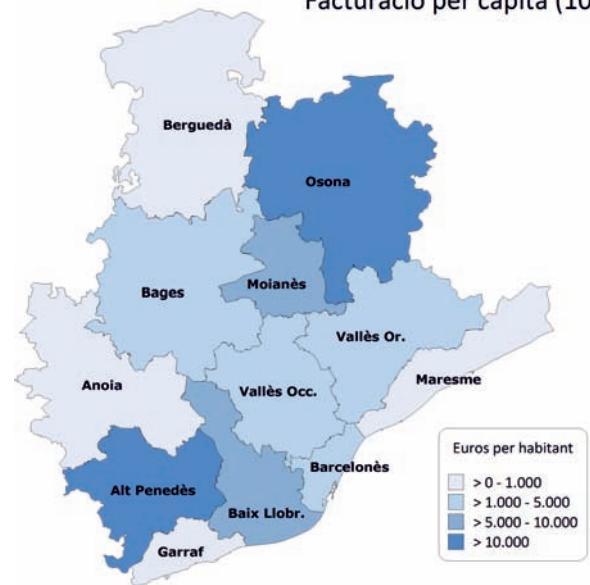 Facturació per càpita (10
Berguedà
Osona
Bages
Moianès
Vallès Or.
Anoia
Vallès Occ.
Maresme
Barcelonès
Alt Penedès
Baix Llobr.
Garraf
Euros per habitant
> 0 - 1.000
> 1.000 - 5.000
> 5.000 - 10.000
> 10.000